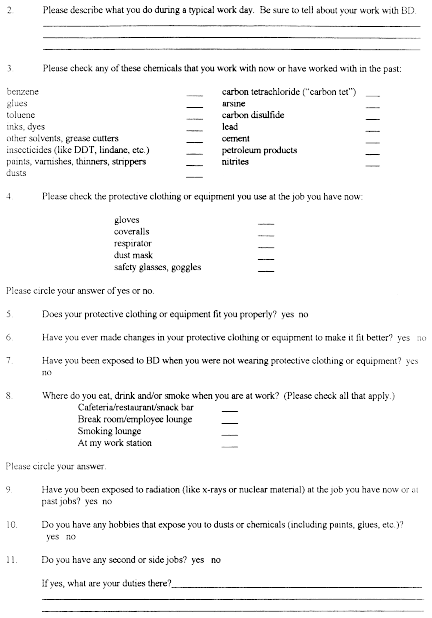 2. Please describe what you do during a typical work day. Be sure to tell about your work with BD.
3 Please check any of these chemicals that you work with now or have worked with in the past:
benzene ___ carbon tetrachloride ("carbon tet") ___
glues ___ arsine ___
toluene ___ carbon disulfide ___
inks, dyes ___ lead ___
other solvents, grease cutters ___ cement ___
insecticides (like DDT, lindane, etc.) ___ petroleum products ___
paints, varnishes, thinners, strippers ___ nitrites ___
dusts ___
4 Please check the protective clothing or equipment you use at the job you have now:
gloves ___
coveralls ___
respirator ___
dust mask ___
safety glasses, goggles ___
Please circle your answer of yes or no.
5. Does your protective clothing or equipment fit you properly? yes no
6. Have you ever made changes in your protective clothing or equipment to make it fit better? yes no
7. Have you been exposed to BD when you were not wearing protective clothing or equipment? yes
no
8. Where do you eat, drink and/or smoke when you are at work? (Please check all that apply.)
Cafeteria/restaurant/snack bar ___
Break room/employee lounge ___
Smoking lounge ___
At my work station ___
Please circle your answer.
9. Have you been exposed to radiation (like x-rays or nuclear material) at the job you have now or at
past jobs? yes no
10. Do you have any hobbies that expose you to dusts or chemicals (including paints, glues, etc.)?
yes no
11. Do you have any second or side jobs? yes no
If yes, what are your duties there?___